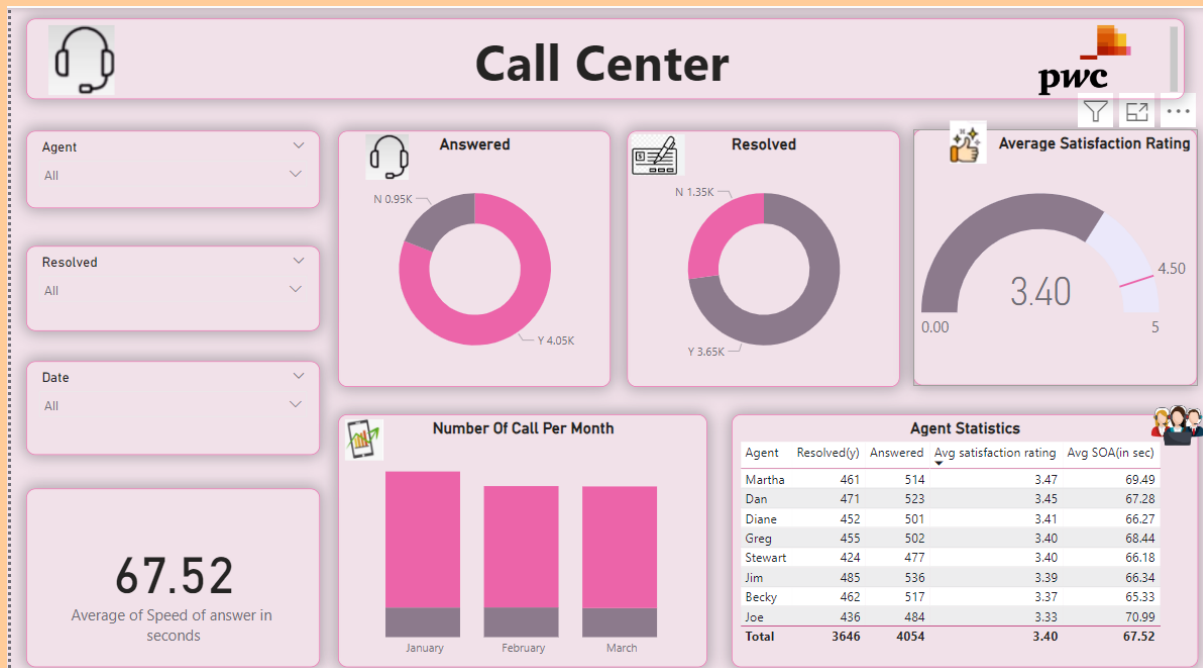 Call Center
pwc
Agent
All
Resolved
All
Date
All
67.52
Average of Speed of answer in
seconds
Answered
N 0.95K
Y 4.05K
Resolved
N 1.35K
Y 3.65K
Average Satisfaction Rating
4.50
3.40
0.00
5
Number Of Call Per Month
January February March
Agent Statistics
Agent Resolved(y) Answered Avg satisfaction rating Avg SOA(in sec)
Martha 461 514 3.47 69.49
Dan 471 523 3.45 67.28
Diane 452 501 3.41 66.27
Greg 455 502 3.40 68.44
Stewart 424 477 3.40 66.18
Jim 485 536 3.39 66.34
Becky 462 517 3.37 65.33
Joe 436 484 3.33 70.99
Total 3646 4054 3.40 67.52